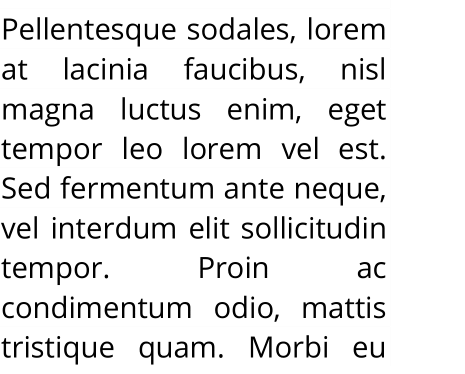 Pellentesque sodales, lorem
at lacinia faucibus, nisl
magna luctus enim, eget
tempor leo lorem vel est.
Sed fermentum ante neque,
vel interdum elit sollicitudin
tempor. Proin ac
condimentum odio, mattis
tristique quam. Morbi eu